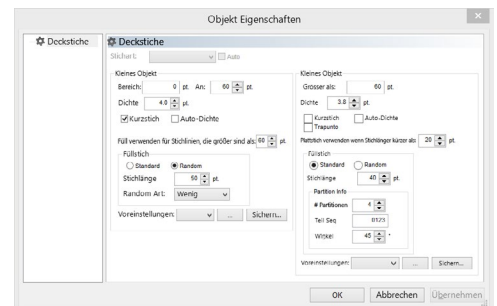 Objekt Eigenschaften
Deckstiche
Deckstiche
Stichart: Auto
Kleines Objekt
Bereich: 0 pt. An: 60 pt.
Dichte 4.0 pt.
Kurzstich Auto-Dichte
Füll verwenden für Stichlinien, die größer sind als: 60 pt.
Füllstich
Standard Random
Stichlänge 50 pt.
Random Art: Wenig
Voreinstellungen: ... Sichern...
Kleines Objekt
Grosser als: 60 pt.
Dichte 3.8 pt.
Kurzstich Auto-Dichte
Trapunto
Plattstich verwenden wenn Stichlänger kürzer als 20 pt.
Füllstich
Standard Random
Stichlänge 40 pt.
Partition Info
# Partitionen 4
Teil Seq 0123
Winkel 45 °
Voreinstellungen: ... Sichern...
OK Abbrechen Übernehmen